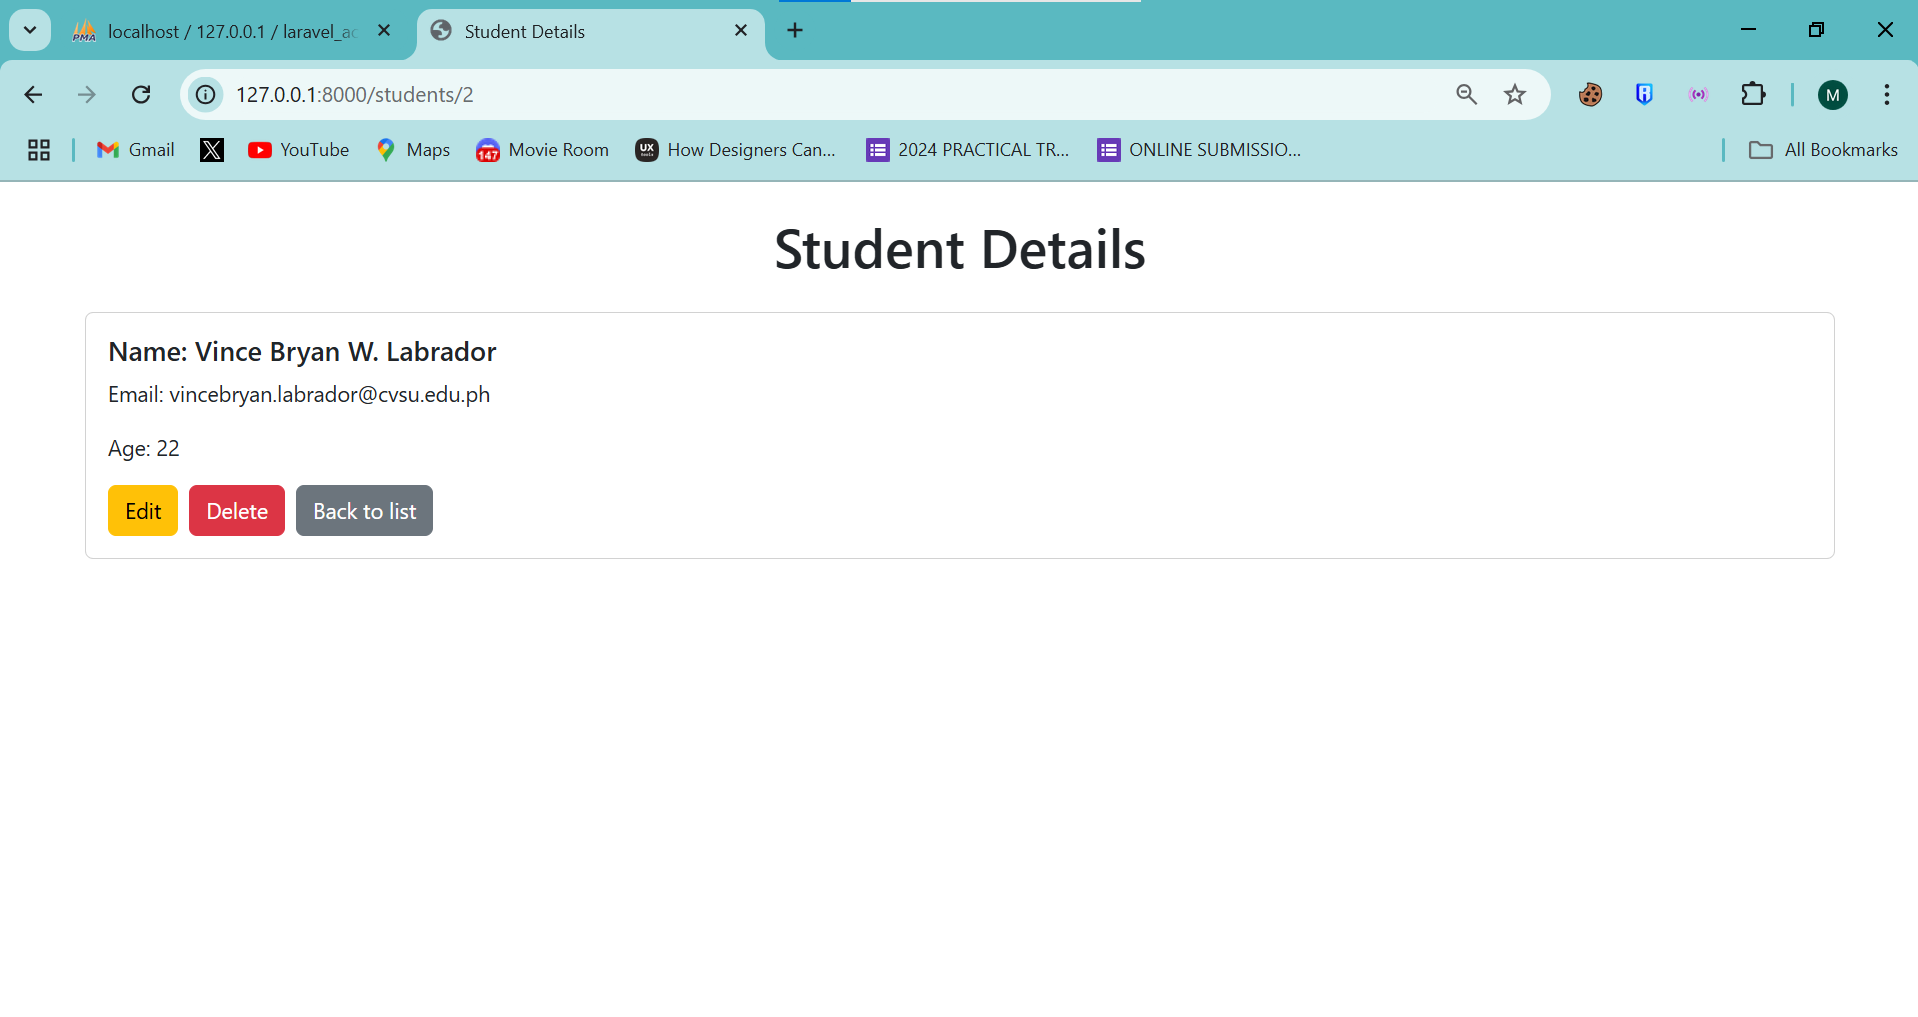 localhost / 127.0.0.1 / laravel_ac
Student Details
127.0.0.1:8000/students/2
M
Gmail
YouTube
Maps
147
Movie Room
UX
How Designers Can...
2024 PRACTICAL TR...
ONLINE SUBMISSIO...
All Bookmarks
Student Details
Name: Vince Bryan W. Labrador
Email: vincebryan.labrador@cvsu.edu.ph
Age: 22
Edit
Delete
Back to list